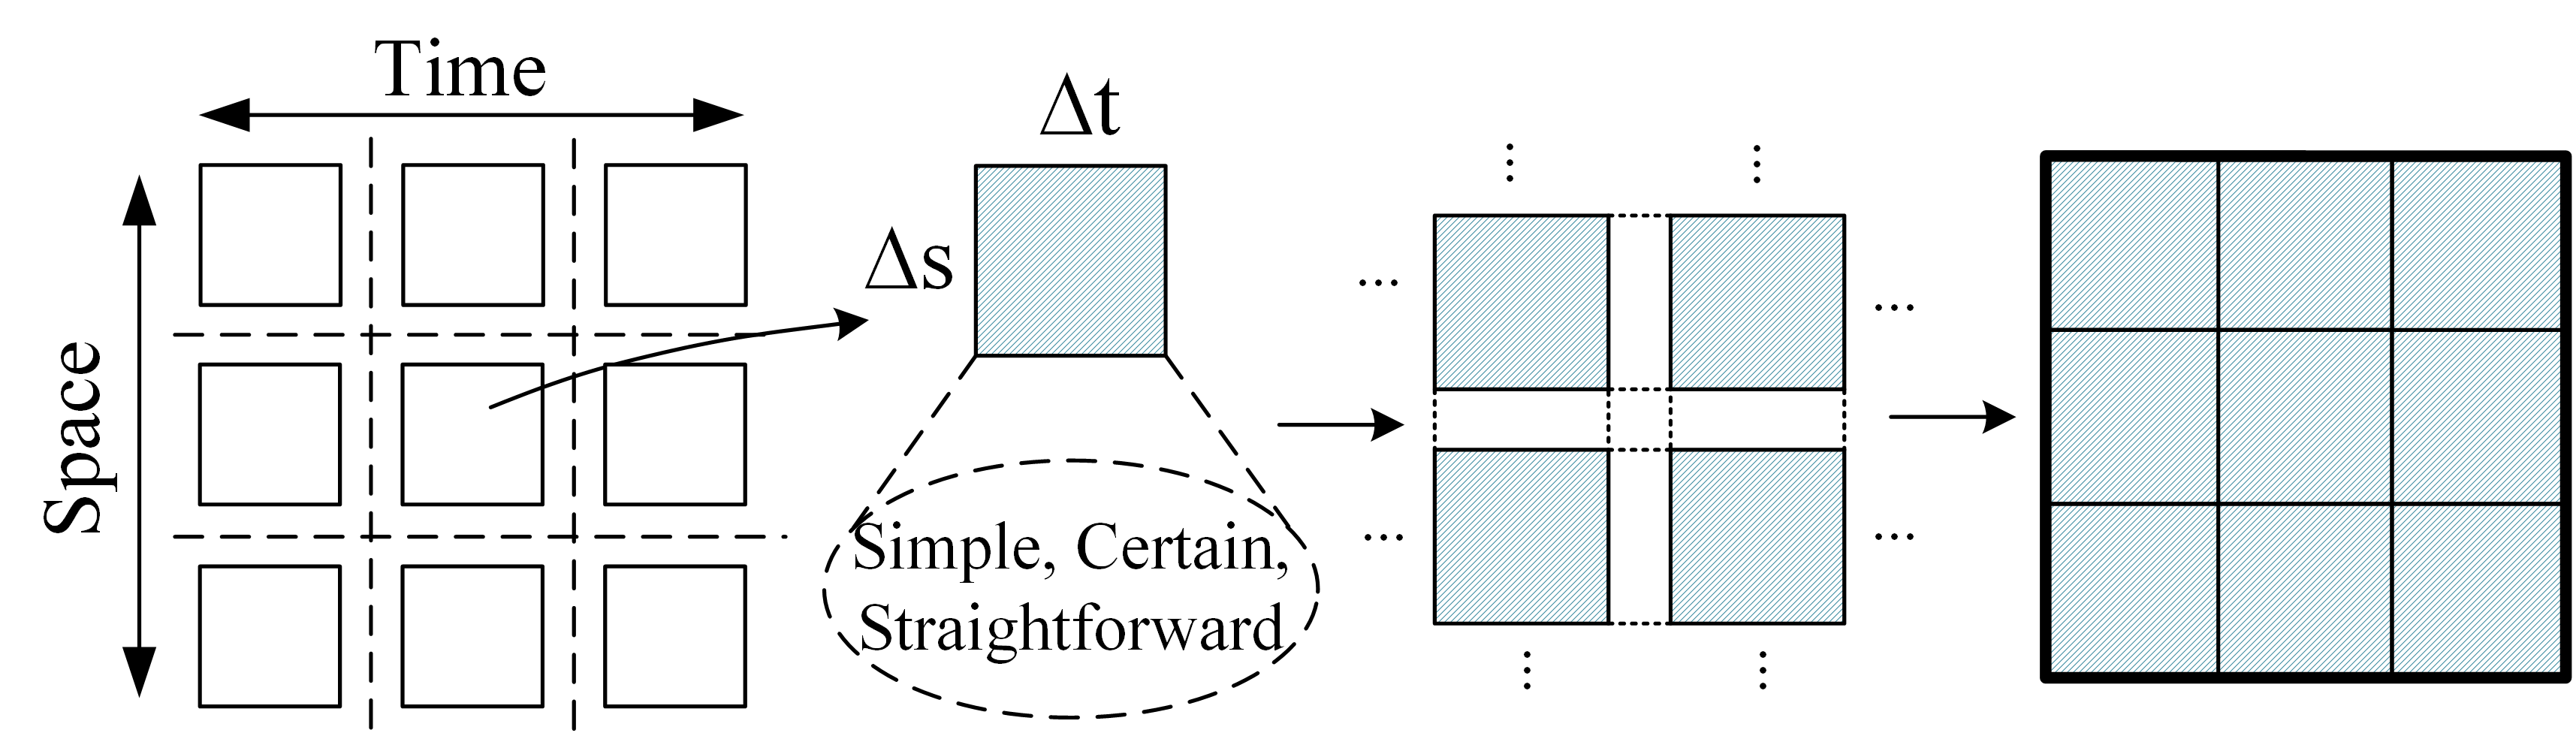 Time
Space
Δt
Δs
Simple, Certain,
Straightforward